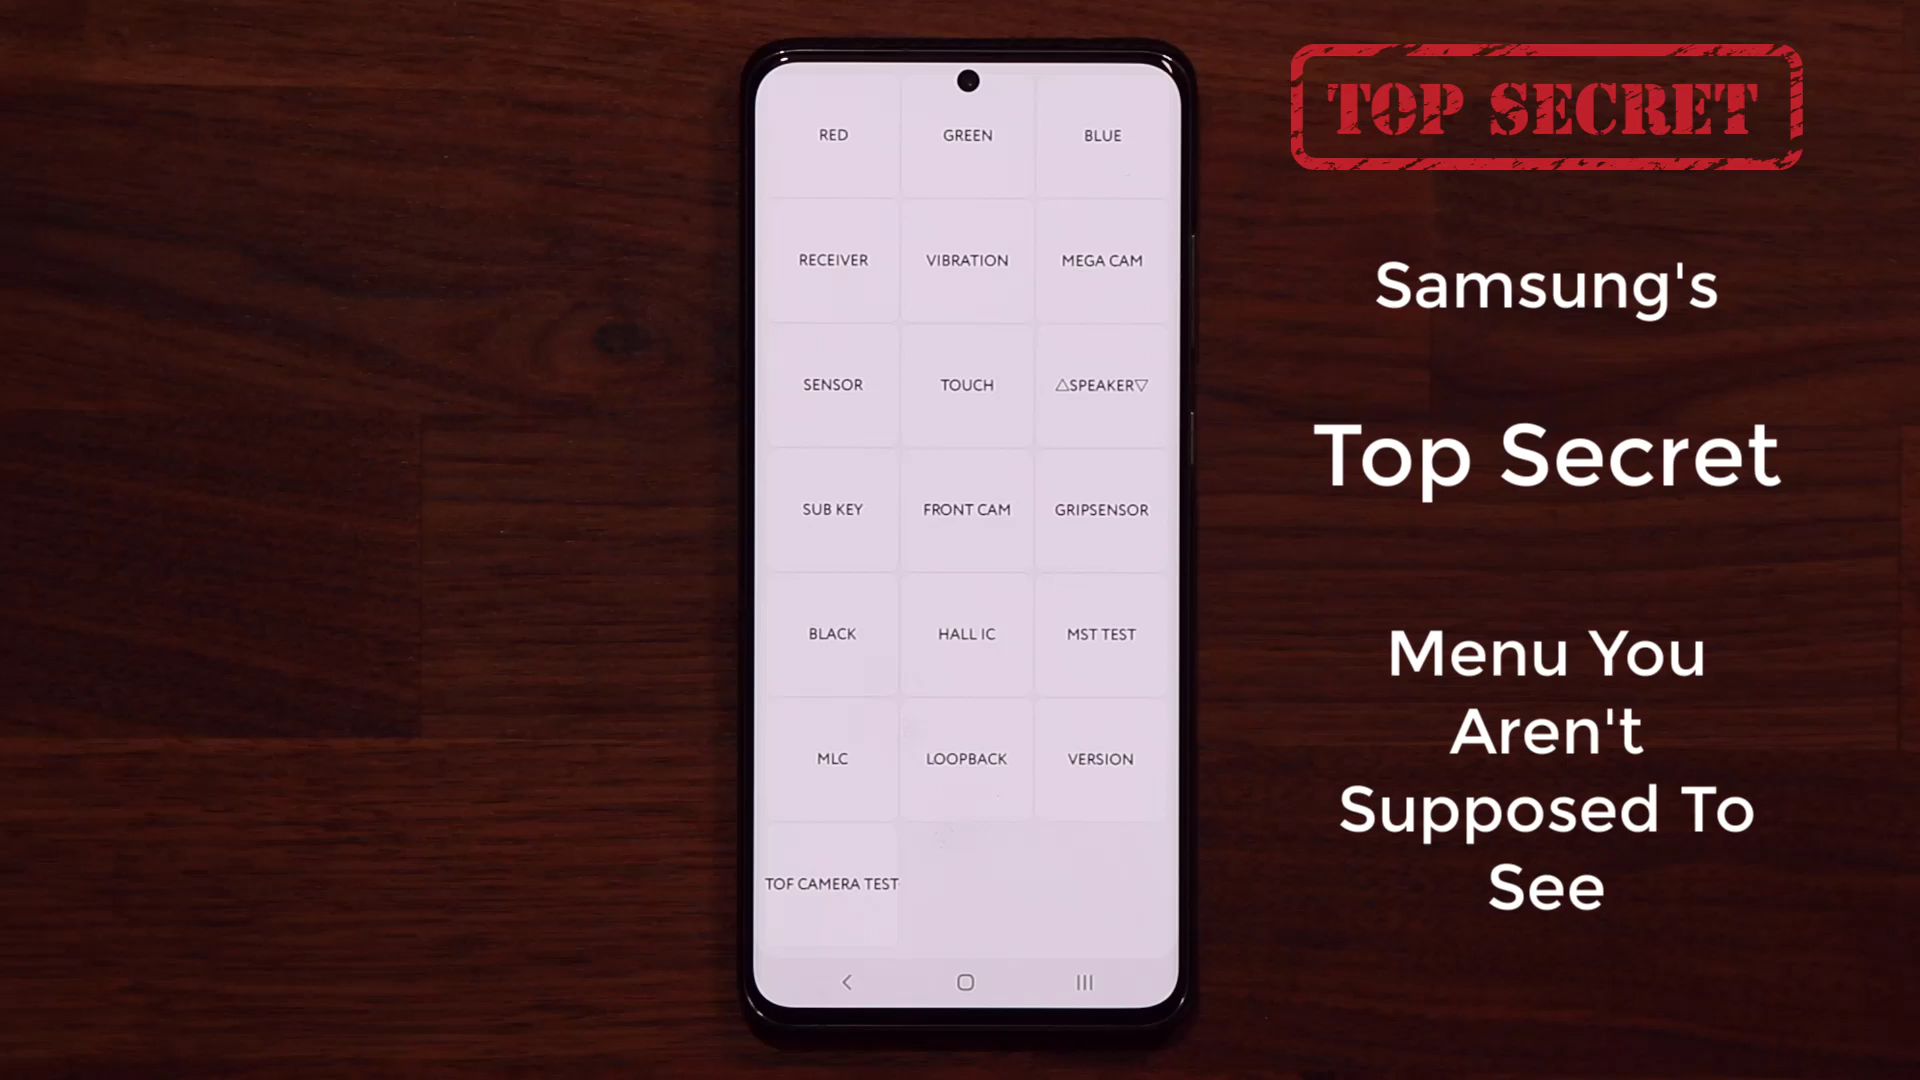 RED GREEN BLUE
RECEIVER VIBRATION MEGA CAM
SENSOR TOUCH △SPEAKER▽
SUB KEY FRONT CAM GRIPSENSOR
BLACK HALL IC MST TEST
MLC LOOPBACK VERSION
TOF CAMERA TEST
TOP SECRET
Samsung's
Top Secret
Menu You
Aren't
Supposed To
See